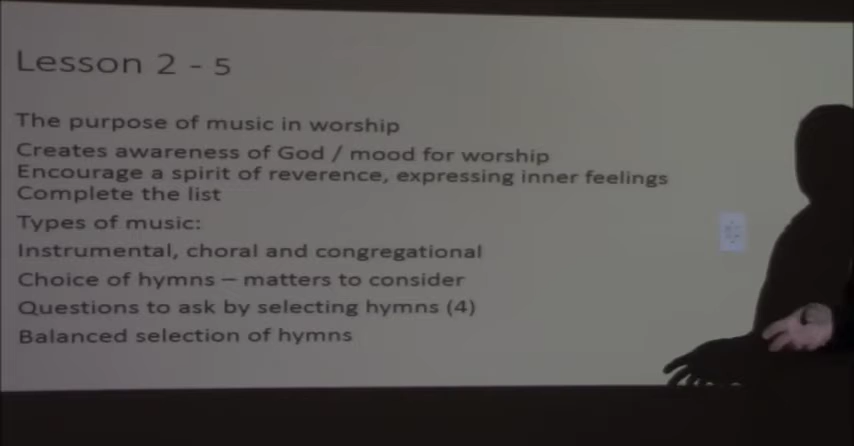 Lesson 2 - 5
The purpose of music in worship
Creates awareness of God / mood for worship
Encourage a spirit of reverence, expressing inner feelings
Complete the list
Types of music:
Instrumental, choral and congregational
Choice of hymns – matters to consider
Questions to ask by selecting hymns (4)
Balanced selection of hymns